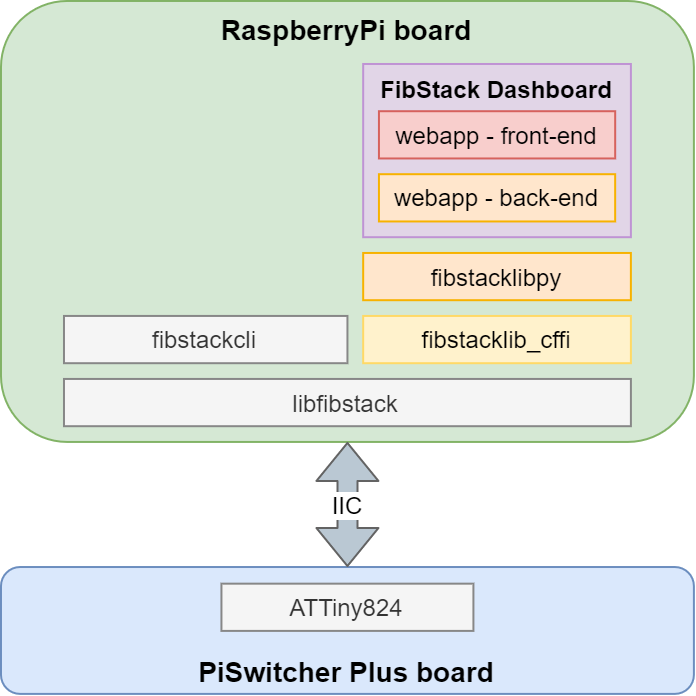 RaspberryPi board
FibStack Dashboard
webapp - front-end
webapp - back-end
fibstacklibpy
fibstackcli
fibstacklib_cffi
libfibstack
IIC
ATTiny824
PiSwitcher Plus board